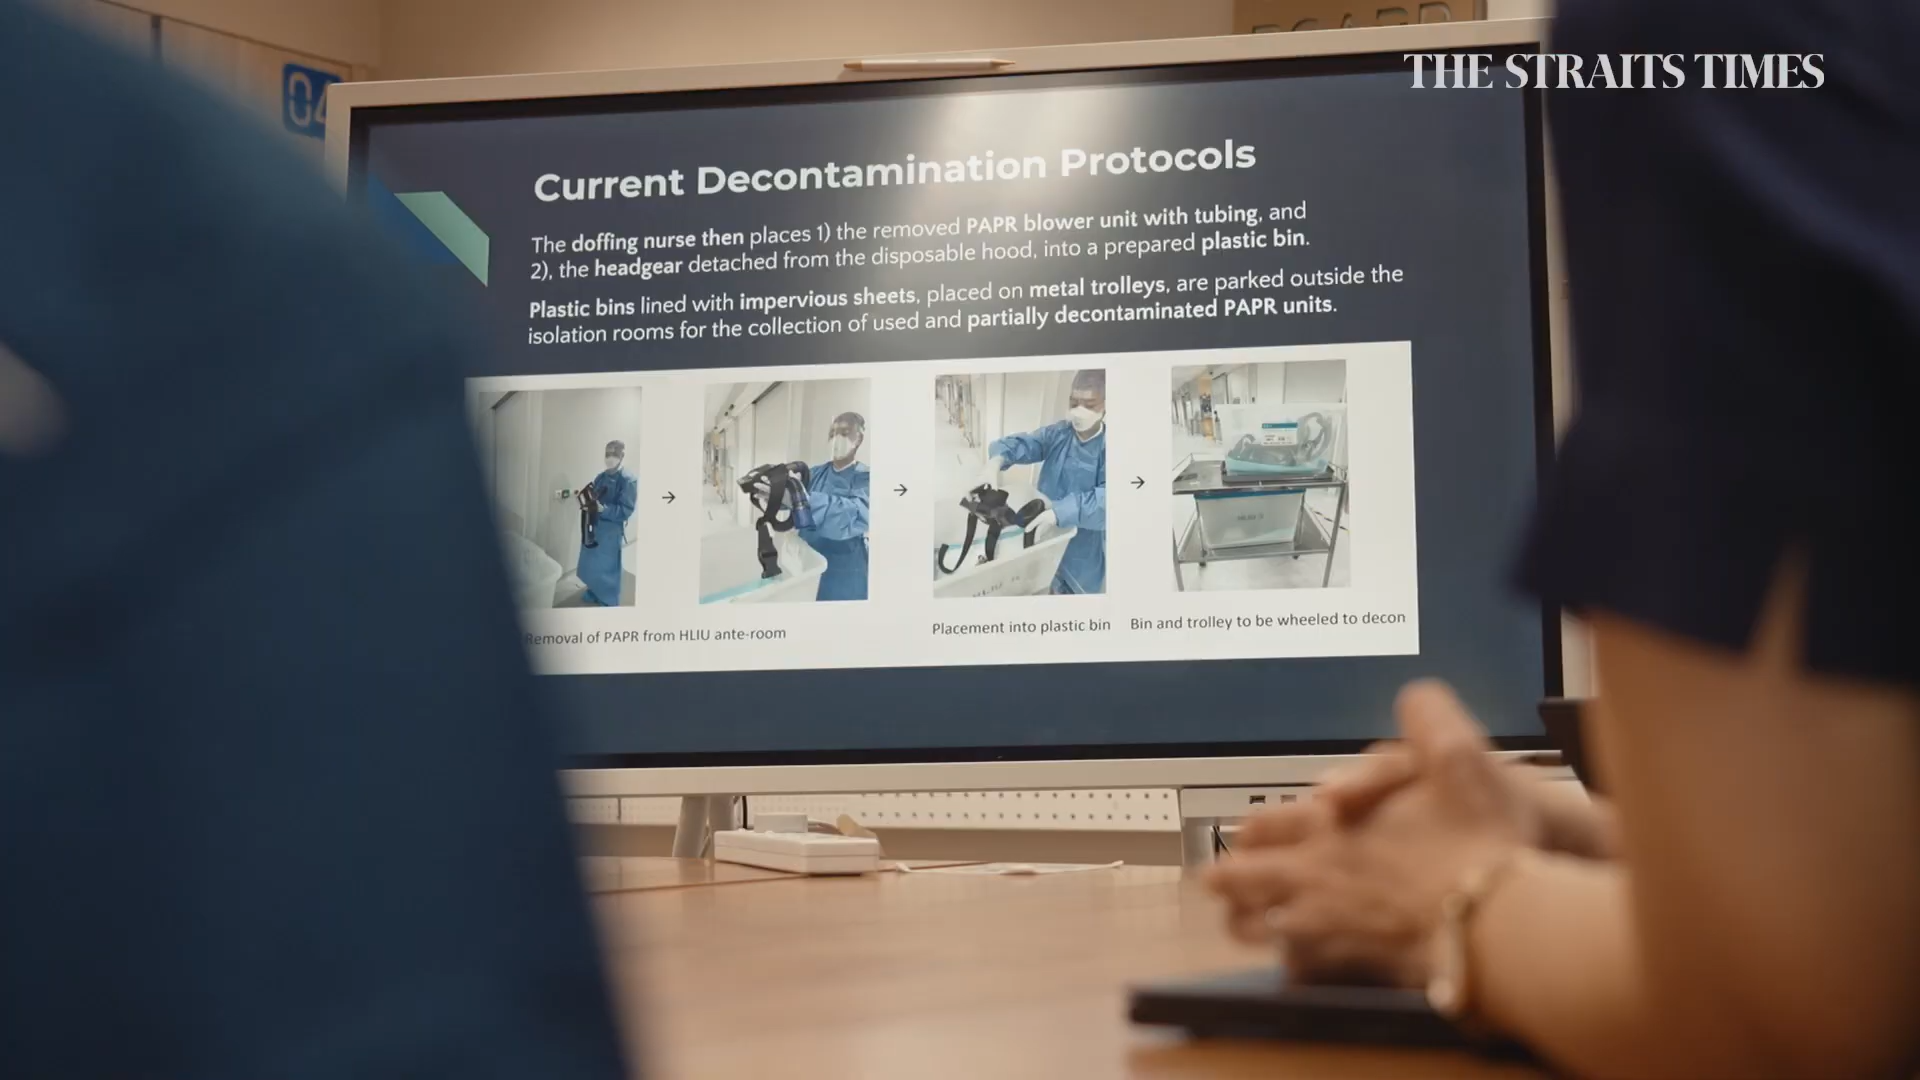 THE STRAITS TIMES
04
Current Decontamination Protocols
The doffing nurse then places 1) the removed PAPR blower unit with tubing, and
2), the headgear detached from the disposable hood, into a prepared plastic bin.
Plastic bins lined with impervious sheets, placed on metal trolleys, are parked outside the
isolation rooms for the collection of used and partially decontaminated PAPR units.
Removal of PAPR from HLIU ante-room
Placement into plastic bin
Bin and trolley to be wheeled to decon